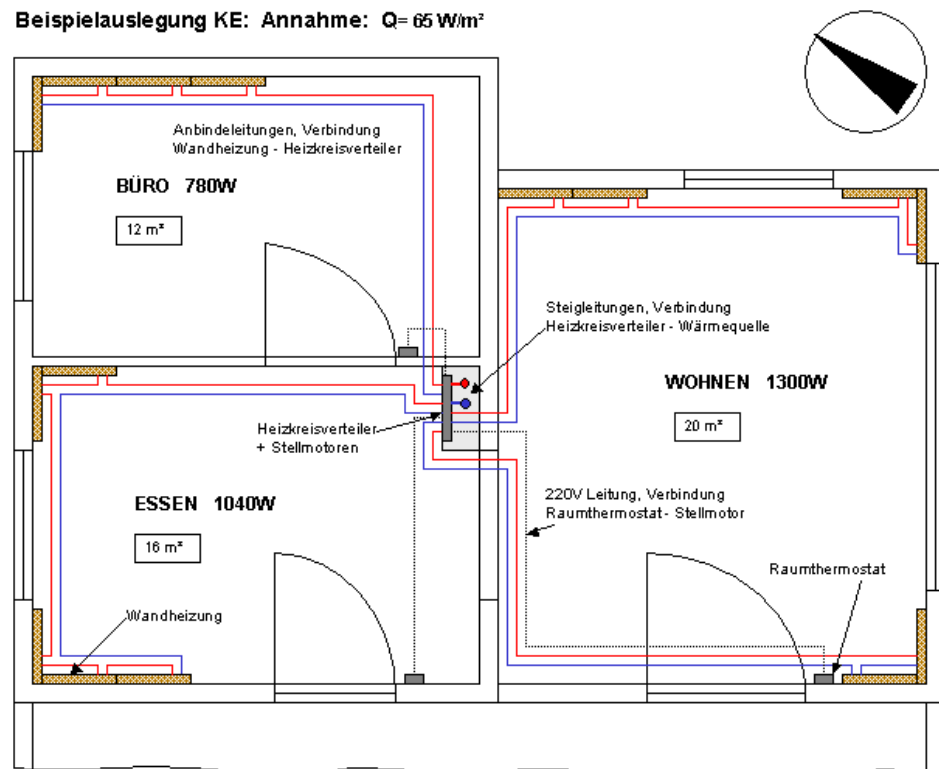 Beispielauslegung KE: Annahme: Q= 65 W/m²
Anbindeleitungen, Verbindung
Wandheizung - Heizkreisverteiler
BÜRO 780W
12 m²
Steigleitungen, Verbindung
Heizkreisverteiler - Wärmequelle
WOHNEN 1300W
20 m²
Heizkreisverteiler
+ Stellmotoren
ESSEN 1040W
16 m²
220V Leitung, Verbindung
Raumthermostat - Stellmotor
Raumthermostat
Wandheizung